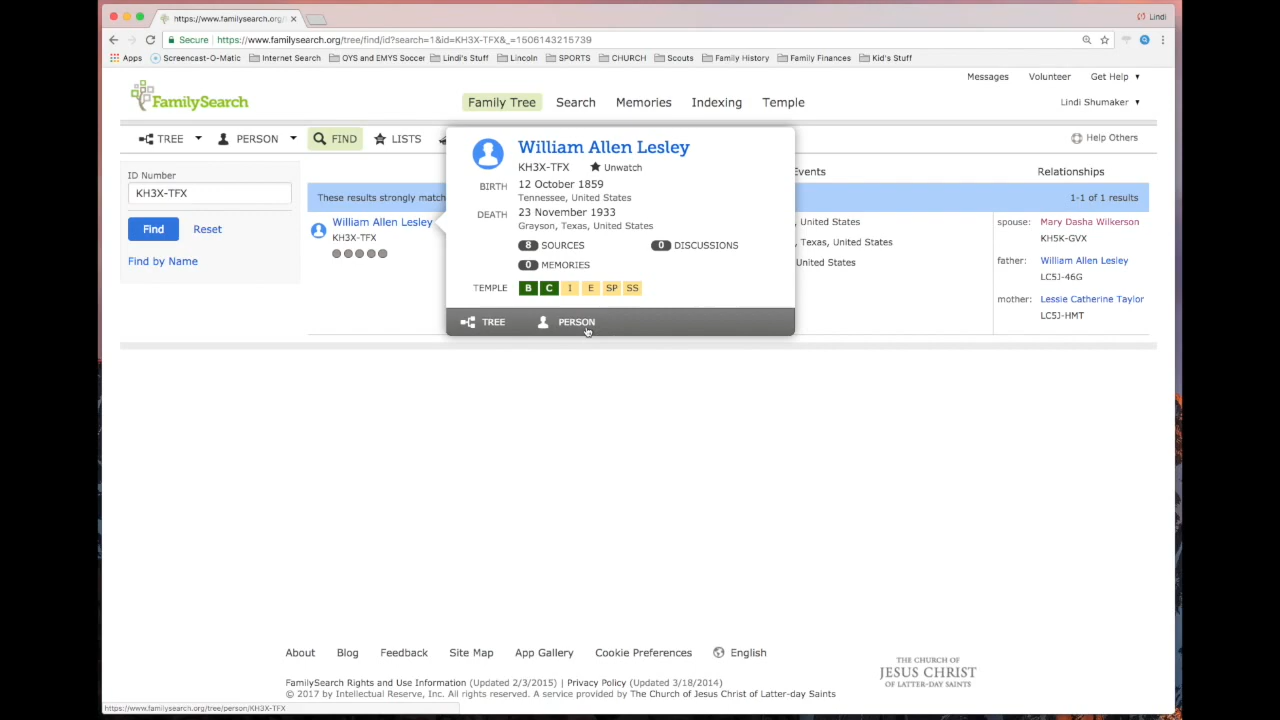 https://www.familysearch.org/
Lindi
Secure
https://www.familysearch.org/tree/find/id?search=1&id=KH3X-TFX&_=1506143215739
Apps Screencast-O-Matic Internet Search OYS and EMYS Soccer Lindi's Stuff Lincoln SPORTS CHURCH Scouts Family History Family Finances Kid's Stuff
Messages Volunteer Get Help
FamilySearch
Family Tree Search Memories Indexing Temple
Lindi Shumaker
TREE PERSON FIND LISTS
Help Others
ID Number
KH3X-TFX
Find Reset
Find by Name
These results strongly match
Events
Relationships
1-1 of 1 results
William Allen Lesley
KH3X-TFX
, United States
, Texas, United States
United States
spouse: Mary Dasha Wilkerson
KH5K-GVX
father: William Allen Lesley
LC5J-46G
mother: Lessie Catherine Taylor
LC5J-HMT
William Allen Lesley
KH3X-TFX Unwatch
BIRTH 12 October 1859
Tennessee, United States
DEATH 23 November 1933
Grayson, Texas, United States
8 SOURCES 0 DISCUSSIONS
0 MEMORIES
TEMPLE B C I E SP SS
TREE PERSON
About Blog Feedback Site Map App Gallery Cookie Preferences English
FamilySearch Rights and Use Information (Updated 2/3/2015) | Privacy Policy (Updated 3/18/2014)
© 2017 by Intellectual Reserve, Inc. All rights reserved. A service provided by The Church of Jesus Christ of Latter-day Saints
THE CHURCH OF
JESUS CHRIST
OF LATTER-DAY SAINTS
https://www.familysearch.org/tree/person/KH3X-TFX